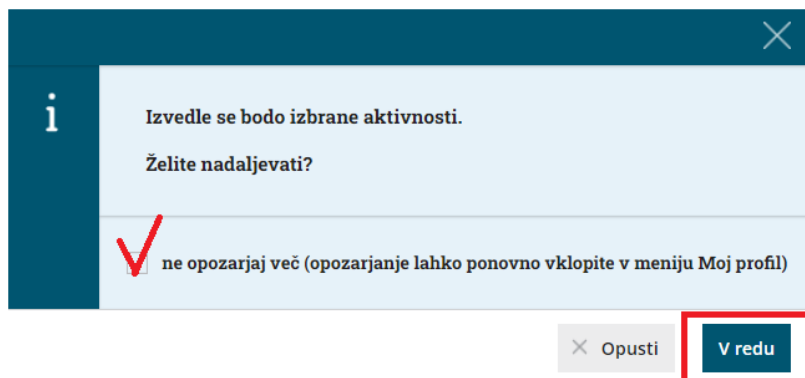 Izvedle se bodo izbrane aktivnosti.
Želite nadaljevati?
ne opozarjaj več (opozarjanje lahko ponovno vklopite v meniju Moj profil)
Opusti
V redu